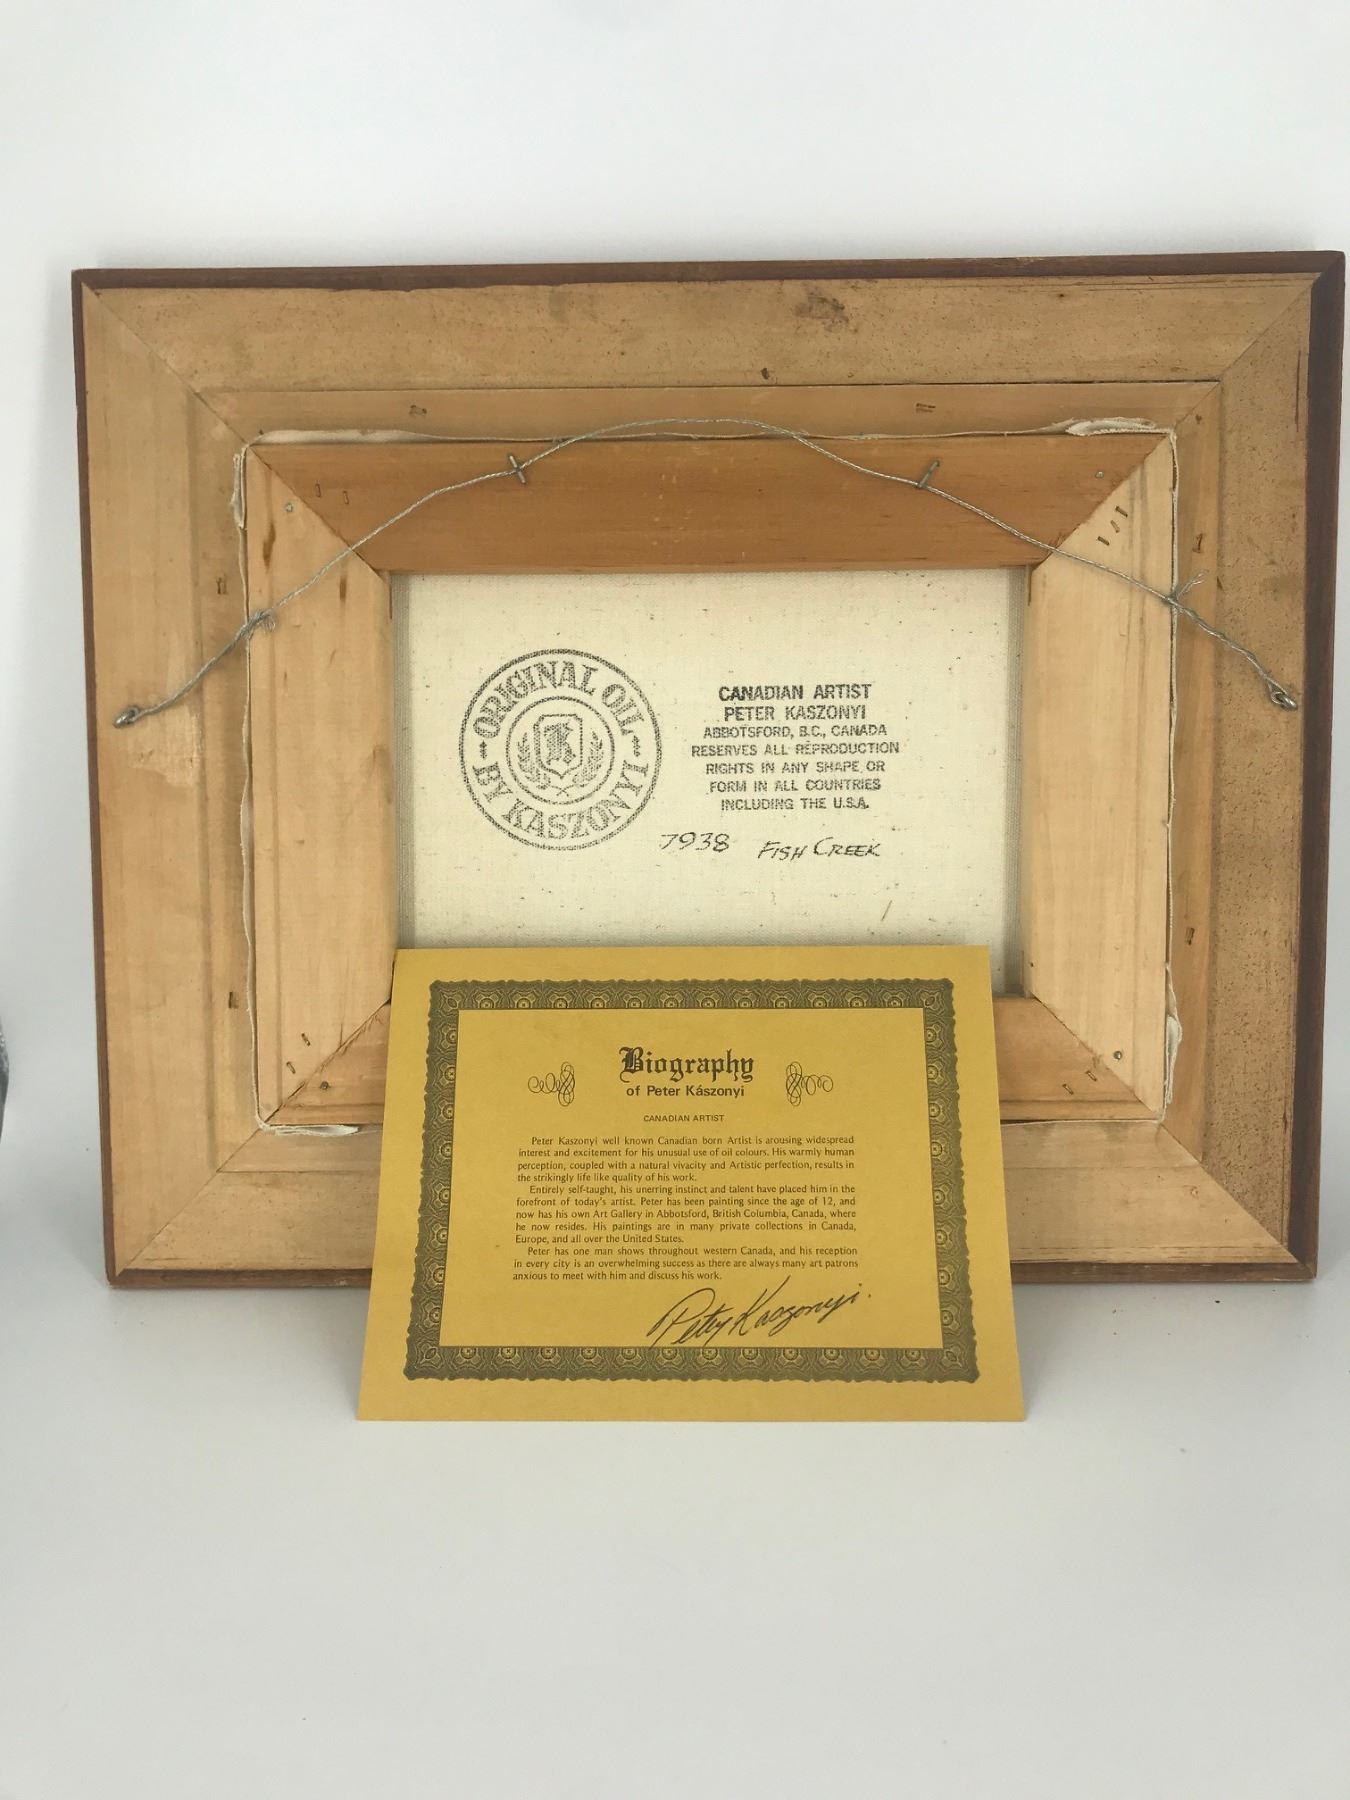 ORIGINAL OIL
BY KASZONYI
K
CANADIAN ARTIST
PETER KASZONYI
ABBOTSFORD, B.C., CANADA
RESERVES ALL REPRODUCTION
RIGHTS IN ANY SHAPE OR
FORM IN ALL COUNTRIES
INCLUDING THE U.S.A.
7938 FISH CREEK
Biography
of Peter Kászonyi
CANADIAN ARTIST
Peter Kaszonyi well known Canadian born Artist is arousing widespread
interest and excitement for his unusual use of oil colours. His warmly human
perception, coupled with a natural vivacity and Artistic perfection, results in
the strikingly life like quality of his work.
Entirely self-taught, his unerring instinct and talent have placed him in the
forefront of today's artist. Peter has been painting since the age of 12, and
now has his own Art Gallery in Abbotsford, British Columbia, Canada, where
he now resides. His paintings are in many private collections in Canada,
Europe, and all over the United States.
Peter has one man shows throughout western Canada, and his reception
in every city is an overwhelming success as there are always many art patrons
anxious to meet with him and discuss his work.
Peter Kaszonyi.